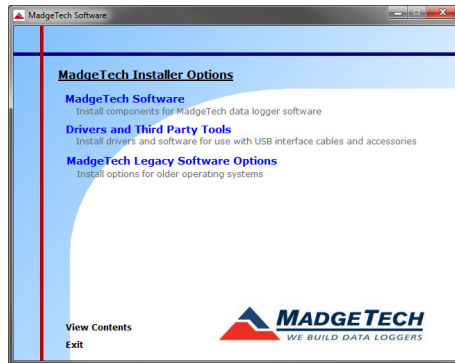 MadgeTech Software
MadgeTech Installer Options
MadgeTech Software
Install components for MadgeTech data logger software
Drivers and Third Party Tools
Install drivers and software for use with USB interface cables and accessories
MadgeTech Legacy Software Options
Install options for older operating systems
View Contents
Exit
MADGETECH
WE BUILD DATA LOGGERS